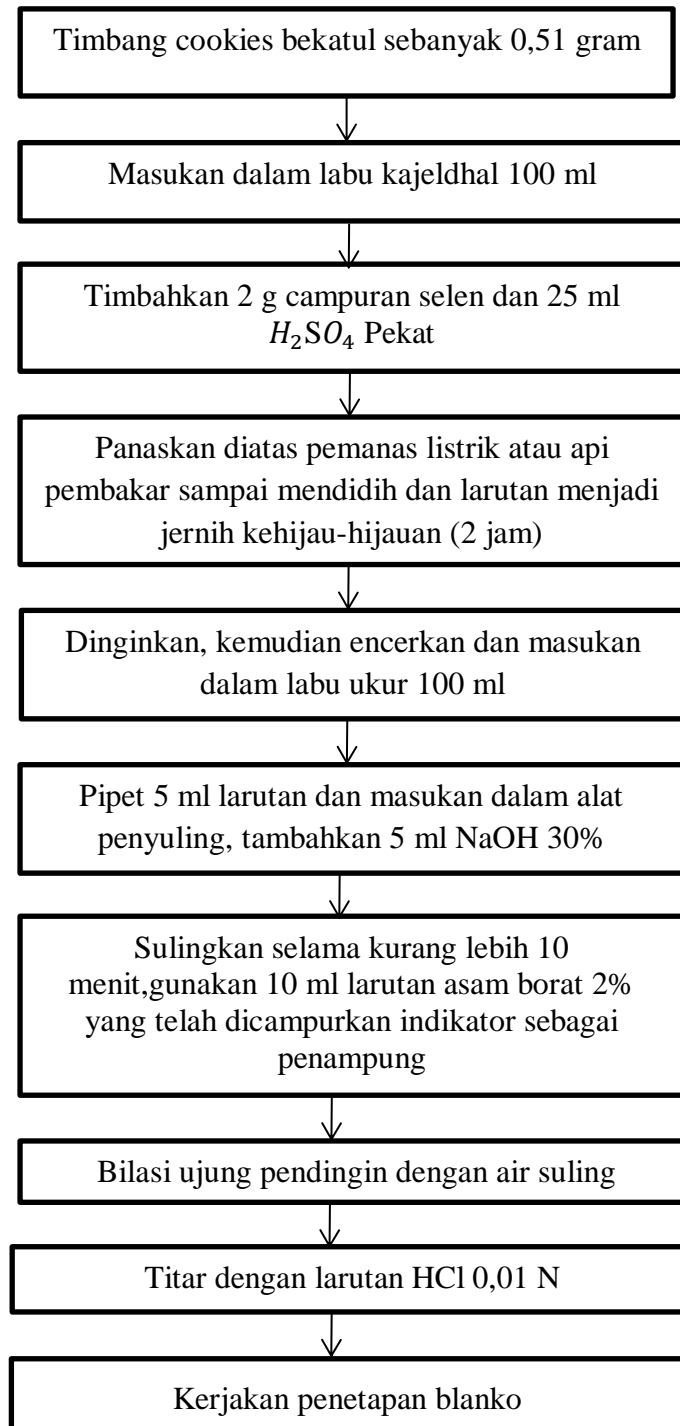 Timbang cookies bekatul sebanyak 0,51 gram
Masukan dalam labu kajeldhal 100 ml
Timbahkan 2 g campuran selen dan 25 ml
H₂SO₄ Pekat
Panaskan diatas pemanas listrik atau api
pembakar sampai mendidih dan larutan menjadi
jernih kehijau-hijauan (2 jam)
Dinginkan, kemudian encerkan dan masukan
dalam labu ukur 100 ml
Pipet 5 ml larutan dan masukan dalam alat
penyuling, tambahkan 5 ml NaOH 30%
Sulingkan selama kurang lebih 10
menit,gunakan 10 ml larutan asam borat 2%
yang telah dicampurkan indikator sebagai
penampung
Bilasi ujung pendingin dengan air suling
Titar dengan larutan HCl 0,01 N
Kerjakan penetapan blanko